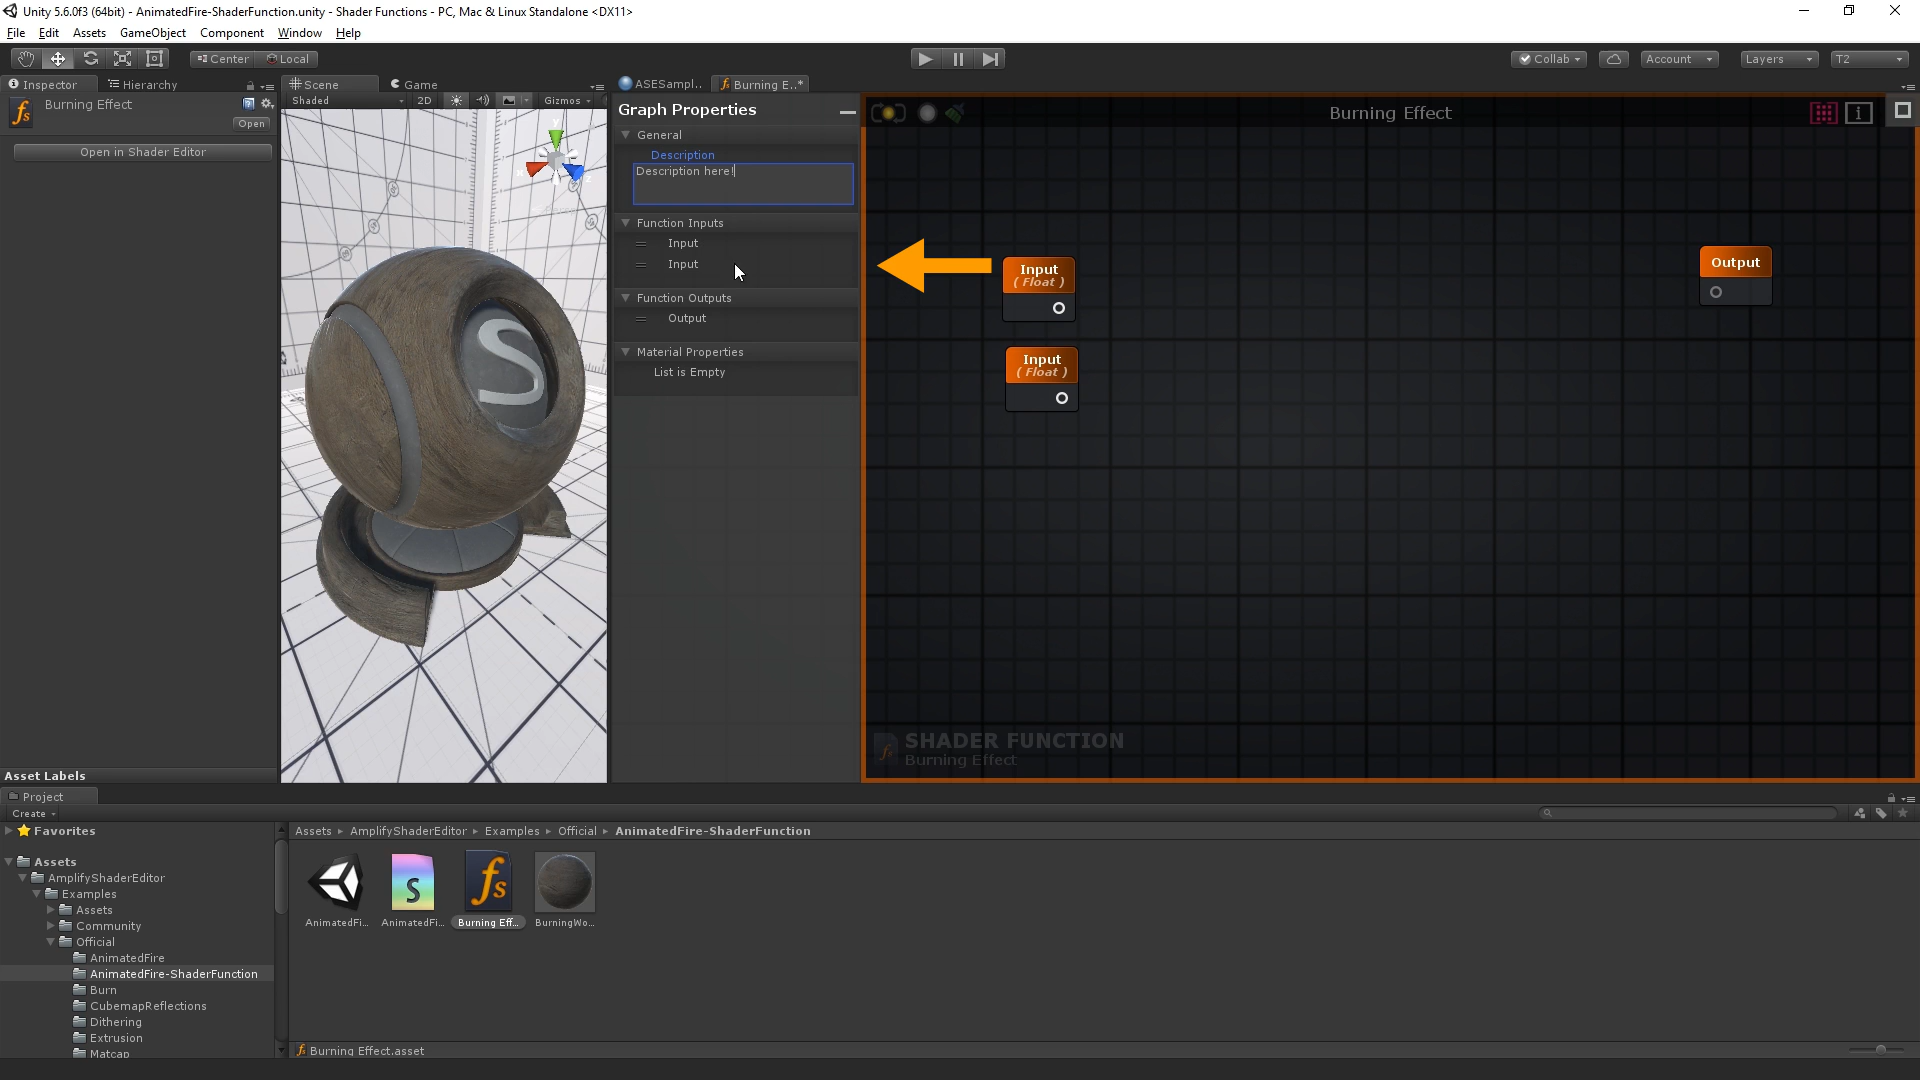 Unity 5.6.0f3 (64bit) - AnimatedFire-ShaderFunction.unity - Shader Functions - PC, Mac & Linux Standalone <DX11>
File Edit Assets GameObject Component Window Help
Center Local Collab Account Layers T2
Inspector Hierarchy Scene Game ASESampl.. Burning E..*
Burning Effect
Open
Open in Shader Editor
Shaded 2D Gizmos
Graph Properties
General
Description
Description here!
Function Inputs
Input
Input
Function Outputs
Output
Material Properties
List is Empty
Burning Effect
Input
( Float )
Input
( Float )
Output
SHADER FUNCTION
Burning Effect
Asset Labels
Project
Create
Favorites
Assets
AmplifyShaderEditor
Examples
Assets
Community
Official
AnimatedFire
AnimatedFire-ShaderFunction
Burn
CubemapReflections
Dithering
Extrusion
Matcap
Assets AmplifyShaderEditor Examples Official AnimatedFire-ShaderFunction
AnimatedFi... AnimatedFi... Burning Eff... BurningWo...
Burning Effect.asset